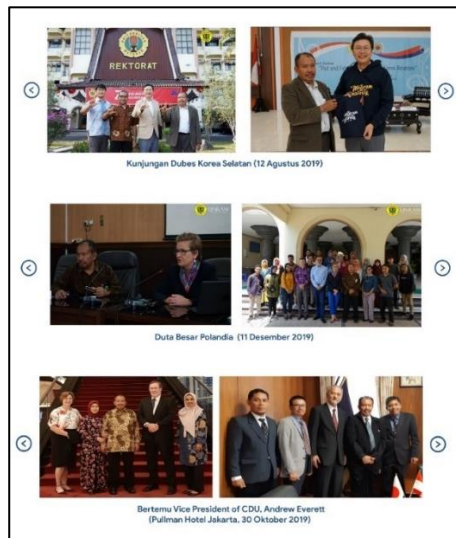 REKTORAT
Kunjungan Dubes Korea Selatan (12 Agustus 2019)
Duta Besar Polandia (11 Desember 2019)
Bertemu Vice President of CDU, Andrew Everett
(Pullman Hotel Jakarta, 30 Oktober 2019)